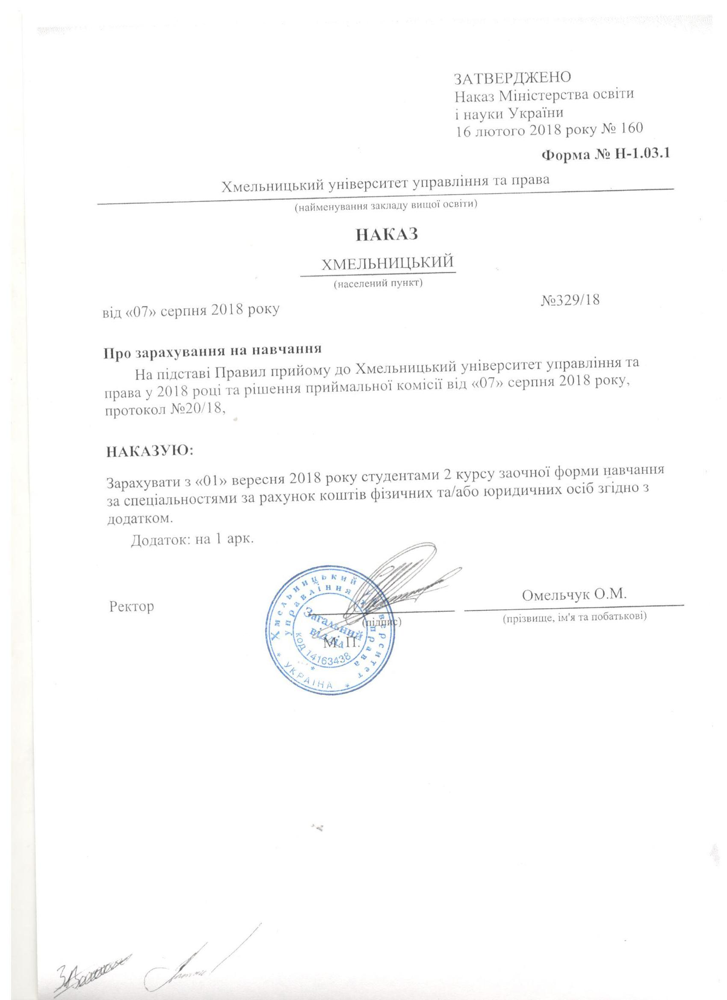 ЗАТВЕРДЖЕНО
Наказ Міністерства освіти
і науки України
16 лютого 2018 року № 160
Форма № Н-1.03.1
Хмельницький університет управління та права
(найменування закладу вищої освіти)
НАКАЗ
ХМЕЛЬНИЦЬКИЙ
(населений пункт)
від «07» серпня 2018 року №329/18
Про зарахування на навчання
На підставі Правил прийому до Хмельницький університет управління та
права у 2018 році та рішення приймальної комісії від «07» серпня 2018 року,
протокол №20/18,
НАКАЗУЮ:
Зарахувати з «01» вересня 2018 року студентами 2 курсу заочної форми навчання
за спеціальностями за рахунок коштів фізичних та/або юридичних осіб згідно з
додатком.
Додаток: на 1 арк.
Ректор
Омельчук О.М.
(підпис)
(прізвище, ім'я та побатькові)
М. П.
Хмельницький університет
управління та права
Загальний
відділ
код 14163438
* УКРАЇНА *